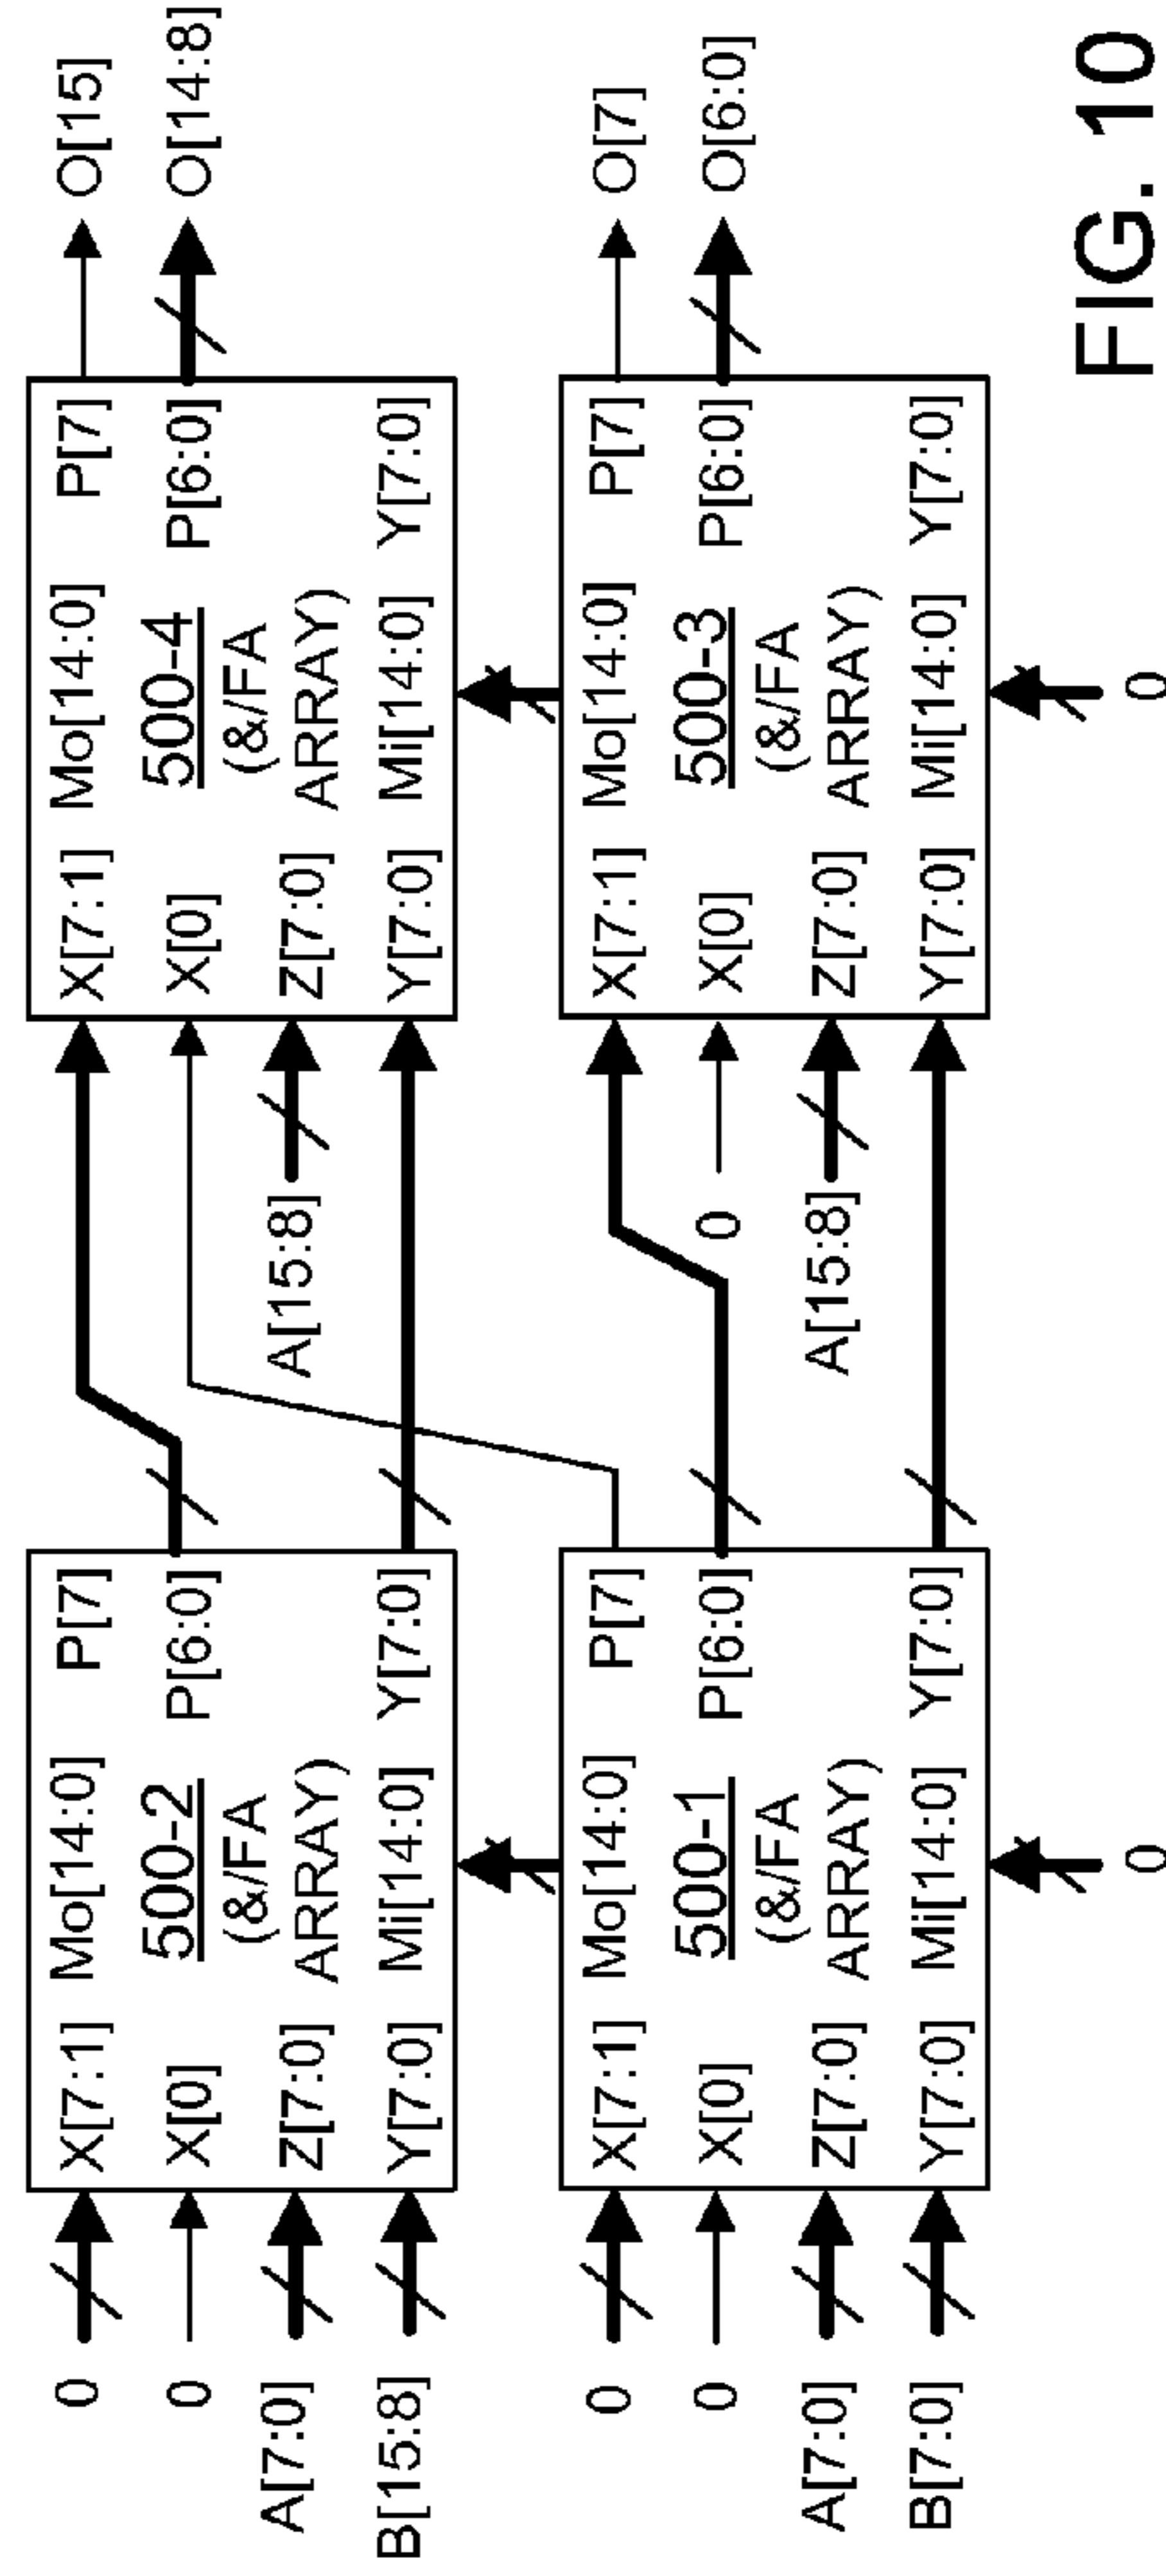 0
0
A[7:0]
B[15:8]
X[7:1]
X[0]
Z[7:0]
Y[7:0]
Mo[14:0]
500-2
(&/FA
ARRAY)
Mi[14:0]
P[7]
P[6:0]
Y[7:0]
A[15:8]
X[7:1]
X[0]
Z[7:0]
Y[7:0]
Mo[14:0]
500-4
(&/FA
ARRAY)
Mi[14:0]
P[7]
P[6:0]
Y[7:0]
O[15]
O[14:8]
0
0
A[7:0]
B[7:0]
X[7:1]
X[0]
Z[7:0]
Y[7:0]
Mo[14:0]
500-1
(&/FA
ARRAY)
Mi[14:0]
P[7]
P[6:0]
Y[7:0]
0
0
A[15:8]
X[7:1]
X[0]
Z[7:0]
Y[7:0]
Mo[14:0]
500-3
(&/FA
ARRAY)
Mi[14:0]
P[7]
P[6:0]
Y[7:0]
0
O[7]
O[6:0]
FIG. 10